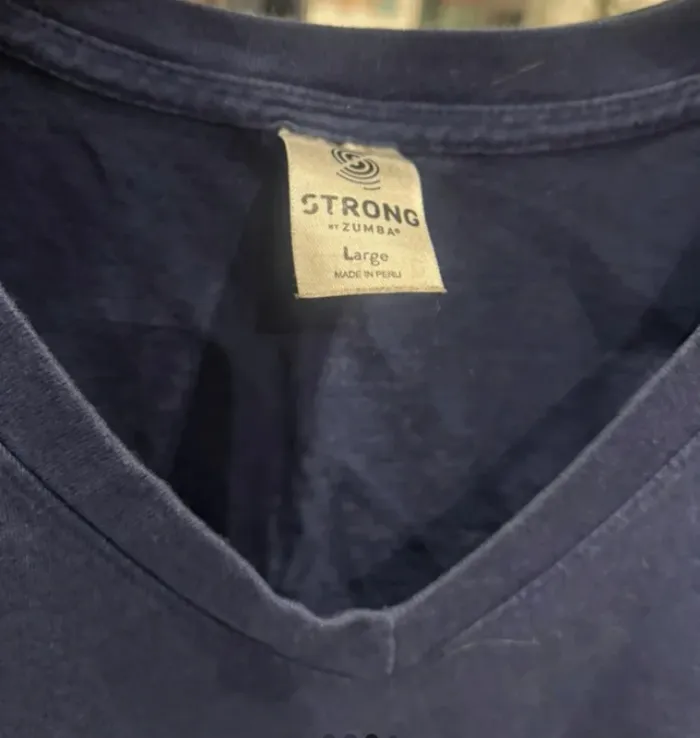 STRONG
BY ZUMBA®
Large
MADE IN PERU